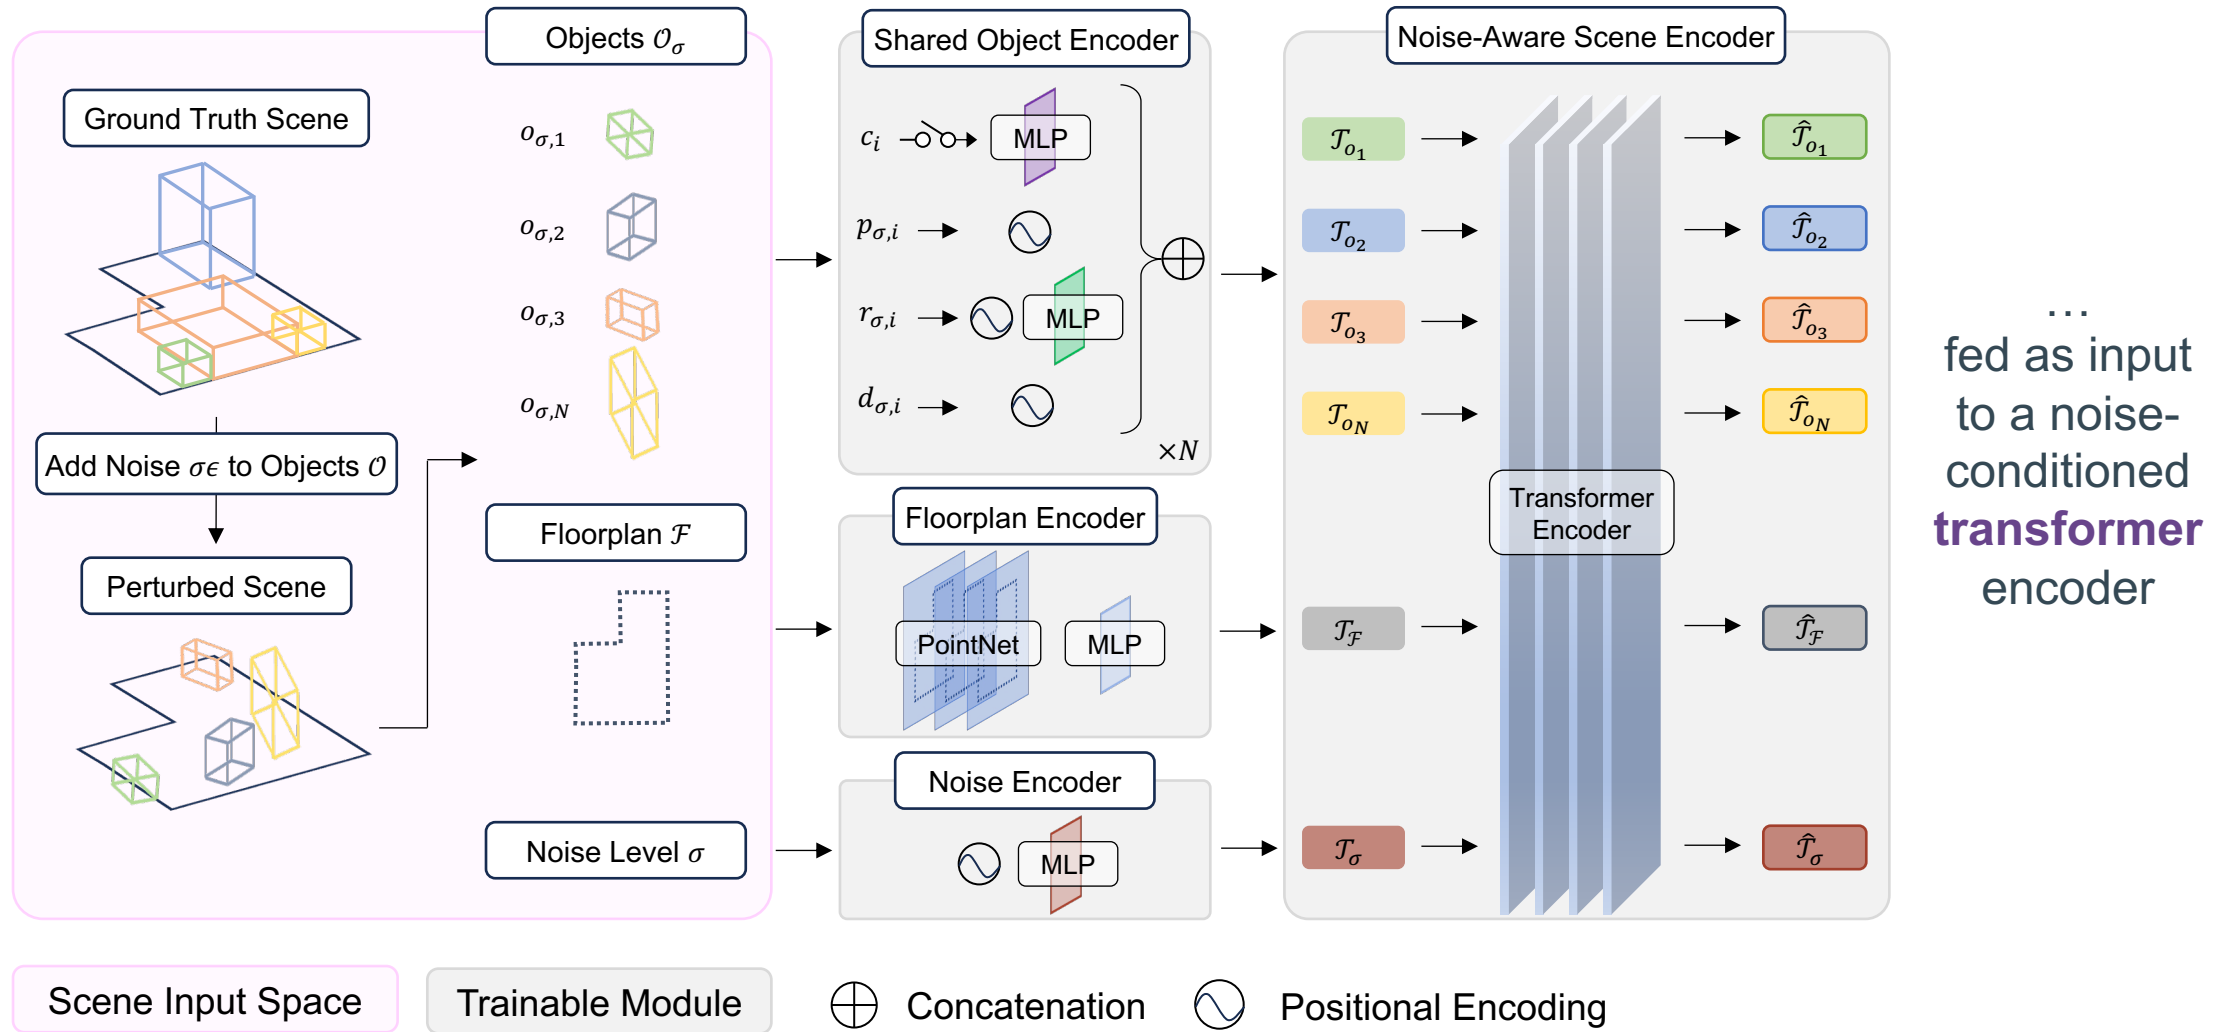 Objects 𝒪σ
Ground Truth Scene
Add Noise σϵ to Objects 𝒪
Perturbed Scene
oσ,1
oσ,2
oσ,3
oσ,N
Floorplan ℱ
Noise Level σ
Shared Object Encoder
ci
MLP
pσ,i
rσ,i
MLP
dσ,i
×N
Floorplan Encoder
PointNet
MLP
Noise Encoder
MLP
Noise-Aware Scene Encoder
𝒯o1
𝒯o2
𝒯o3
𝒯oN
𝒯ℱ
𝒯σ
Transformer
Encoder
𝒯̂o1
𝒯̂o2
𝒯̂o3
𝒯̂oN
𝒯̂ℱ
𝒯̂σ
...
fed as input
to a noise-
conditioned
transformer
encoder
Scene Input Space
Trainable Module
Concatenation
Positional Encoding